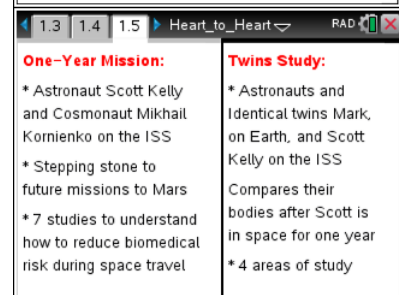 1.3 1.4 1.5 Heart_to_Heart RAD
One-Year Mission:
* Astronaut Scott Kelly
and Cosmonaut Mikhail
Kornienko on the ISS
* Stepping stone to
future missions to Mars
* 7 studies to understand
how to reduce biomedical
risk during space travel
Twins Study:
* Astronauts and
Identical twins Mark,
on Earth, and Scott
Kelly on the ISS
Compares their
bodies after Scott is
in space for one year
* 4 areas of study